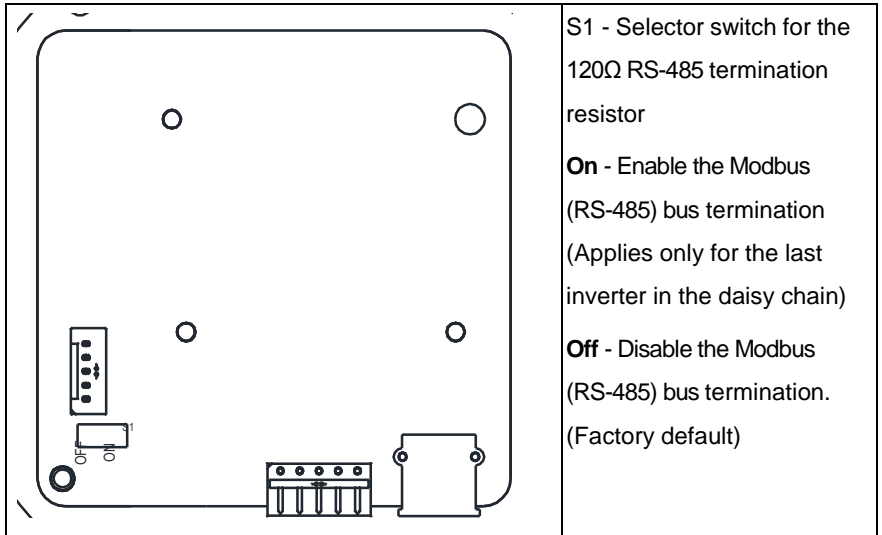 S1 - Selector switch for the
120Ω RS-485 termination
resistor
On - Enable the Modbus
(RS-485) bus termination
(Applies only for the last
inverter in the daisy chain)
Off - Disable the Modbus
(RS-485) bus termination.
(Factory default)
S1
OFF
ON